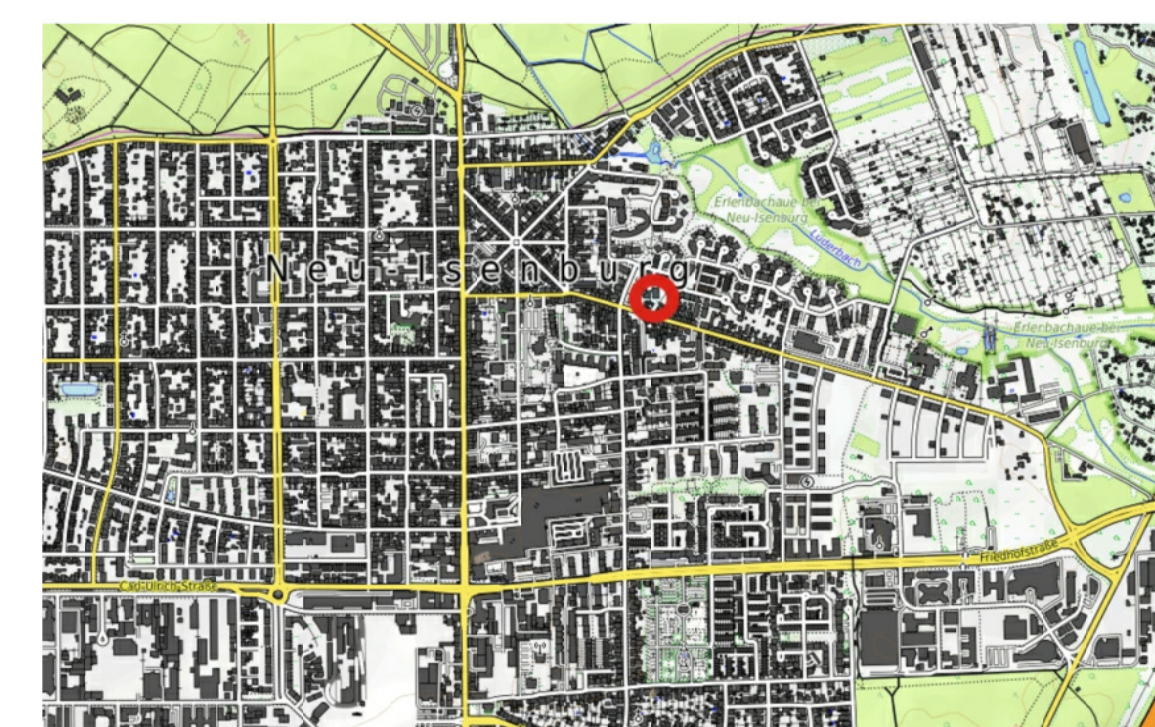 Erlenbachaue bei
Neu-Isenburg
Luderbach
Neu-Isenburg
Erlenbachaue bei
Neu-Isenburg
Friedhofstraße
Carl-Ulrich-Straße